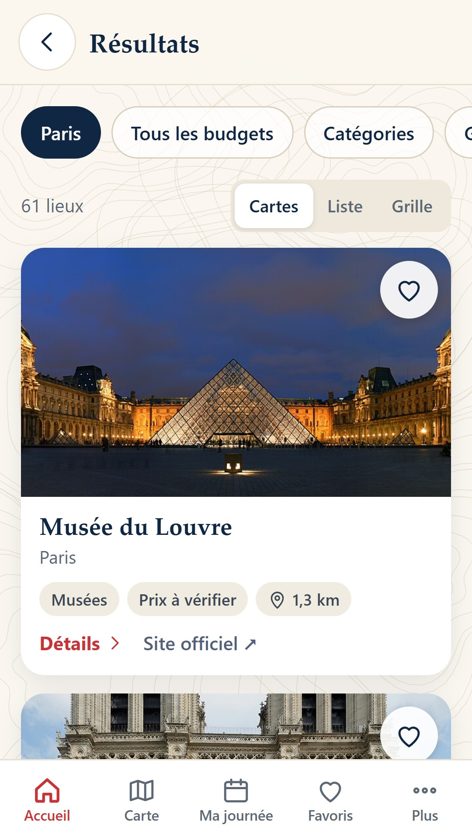 Résultats
Paris
Tous les budgets
Catégories
61 lieux
Cartes
Liste
Grille
Musée du Louvre
Paris
Musées
Prix à vérifier
1,3 km
Détails
Site officiel ↗
Accueil
Carte
Ma journée
Favoris
Plus